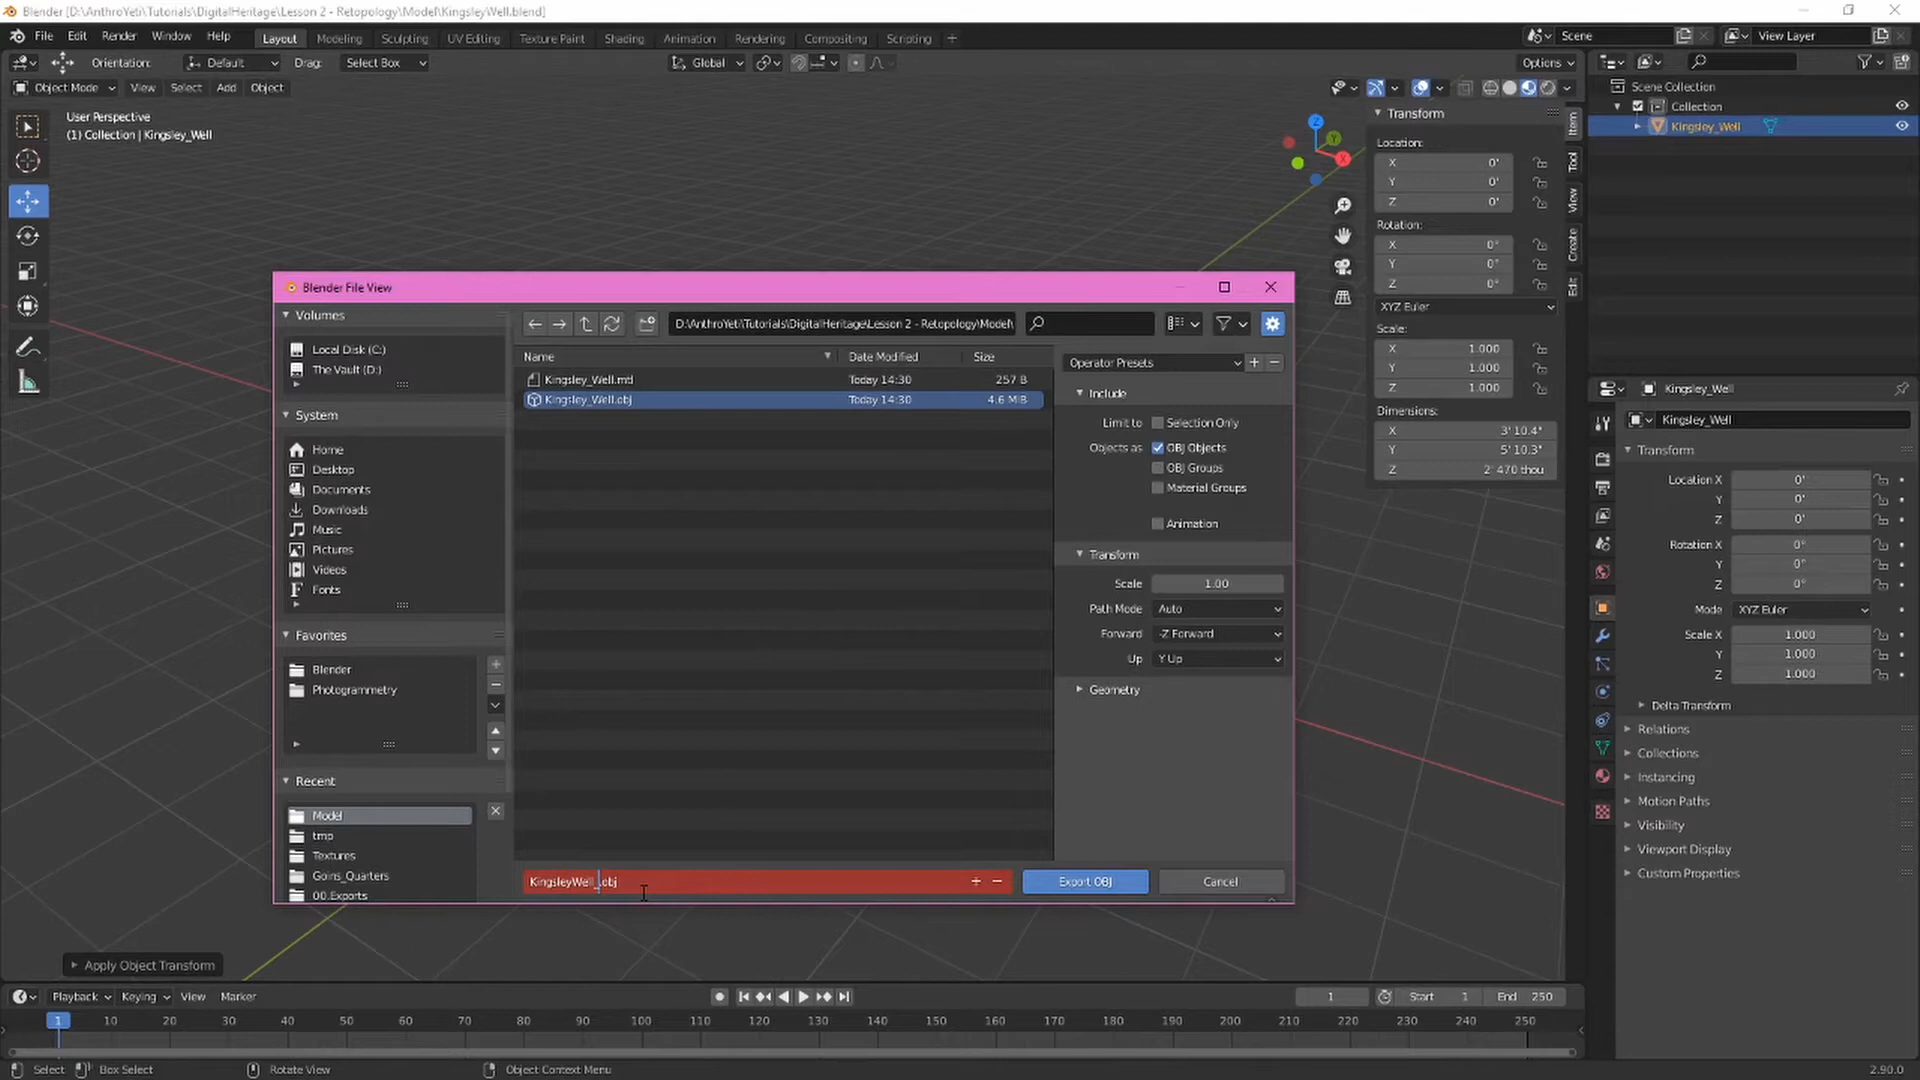 Blender [D:\AnthroYeti\Tutorials\DigitalHeritage\Lesson 2 - Retopology\Model\KingsleyWell.blend]
File Edit Render Window Help Layout Modeling Sculpting UV Editing Texture Paint Shading Animation Rendering Compositing Scripting + Scene View Layer
Orientation: Default Drag: Select Box Global Options
Object Mode View Select Add Object
User Perspective
(1) Collection | Kingsley_Well
Z
Y
X
Transform
Location:
X 0'
Y 0'
Z 0'
Rotation:
X 0°
Y 0°
Z 0°
XYZ Euler
Scale:
X 1.000
Y 1.000
Z 1.000
Dimensions:
X 3' 10.4"
Y 5' 10.3"
Z 2' 470 thou
Item
Tool
View
Create
Edit
Scene Collection
Collection
Kingsley_Well
Blender File View
Volumes
Local Disk (C:)
The Vault (D:)
System
Home
Desktop
Documents
Downloads
Music
Pictures
Videos
Fonts
Favorites
Blender
Photogrammetry
Recent
Model
tmp
Textures
Goins_Quarters
00.Exports
D:\AnthroYeti\Tutorials\DigitalHeritage\Lesson 2 - Retopology\Model\
Name Date Modified Size
Kingsley_Well.mtl Today 14:30 257 B
Kingsley_Well.obj Today 14:30 4.6 MiB
KingsleyWell_.obj
Export OBJ Cancel
Operator Presets
Include
Limit to Selection Only
Objects as OBJ Objects
OBJ Groups
Material Groups
Animation
Transform
Scale 1.00
Path Mode Auto
Forward -Z Forward
Up Y Up
Geometry
Kingsley_Well
Kingsley_Well
Transform
Location X 0'
Y 0'
Z 0'
Rotation X 0°
Y 0°
Z 0°
Mode XYZ Euler
Scale X 1.000
Y 1.000
Z 1.000
Delta Transform
Relations
Collections
Instancing
Motion Paths
Visibility
Viewport Display
Custom Properties
Apply Object Transform
Playback Keying View Marker 1 Start 1 End 250
1 10 20 30 40 50 60 70 80 90 100 110 120 130 140 150 160 170 180 190 200 210 220 230 240 250
Select Box Select Rotate View Object Context Menu 2.90.0